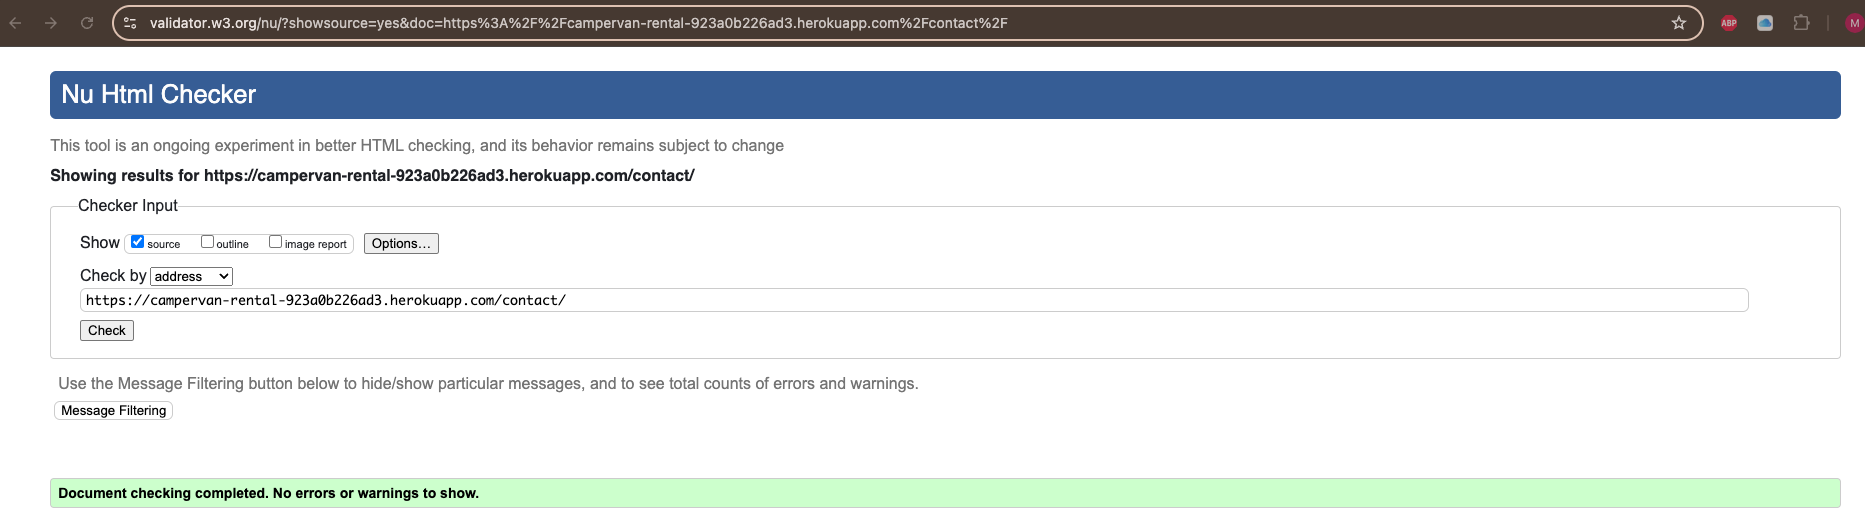 validator.w3.org/nu/?showsource=yes&doc=https%3A%2F%2Fcampervan-rental-923a0b226ad3.herokuapp.com%2Fcontact%2F
ABP
M
Nu Html Checker
This tool is an ongoing experiment in better HTML checking, and its behavior remains subject to change
Showing results for https://campervan-rental-923a0b226ad3.herokuapp.com/contact/
Checker Input
Show source outline image report Options...
Check by address
https://campervan-rental-923a0b226ad3.herokuapp.com/contact/
Check
Use the Message Filtering button below to hide/show particular messages, and to see total counts of errors and warnings.
Message Filtering
Document checking completed. No errors or warnings to show.